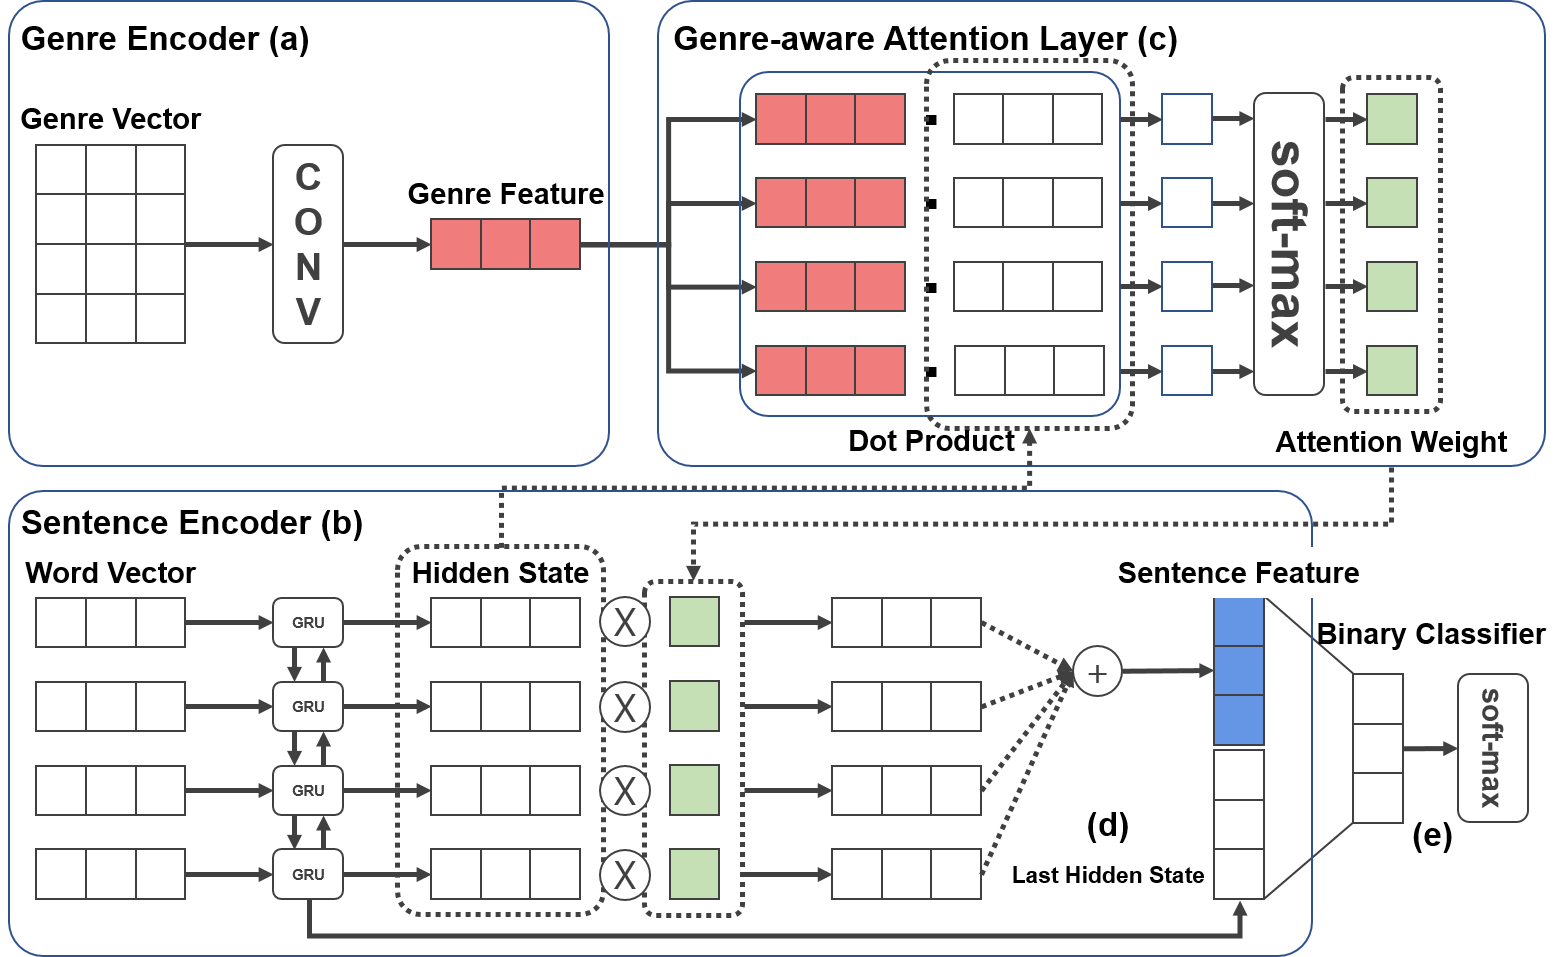 Genre Encoder (a)
Genre Vector
C
O
N
V
Genre Feature
Genre-aware Attention Layer (c)
soft-max
Dot Product
Attention Weight
Sentence Encoder (b)
Word Vector
Hidden State
Sentence Feature
GRU
X
GRU
X
GRU
X
GRU
X
+
Binary Classifier
soft-max
(d)
(e)
Last Hidden State